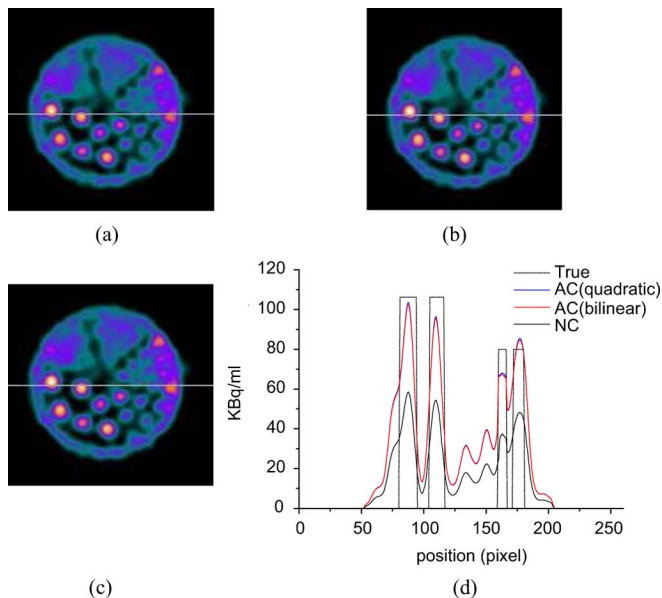 (a)
(b)
(c)
True
AC(quadratic)
AC(bilinear)
NC
KBq/ml
120
100
80
60
40
20
0
0
50
100
150
200
250
position (pixel)
(d)